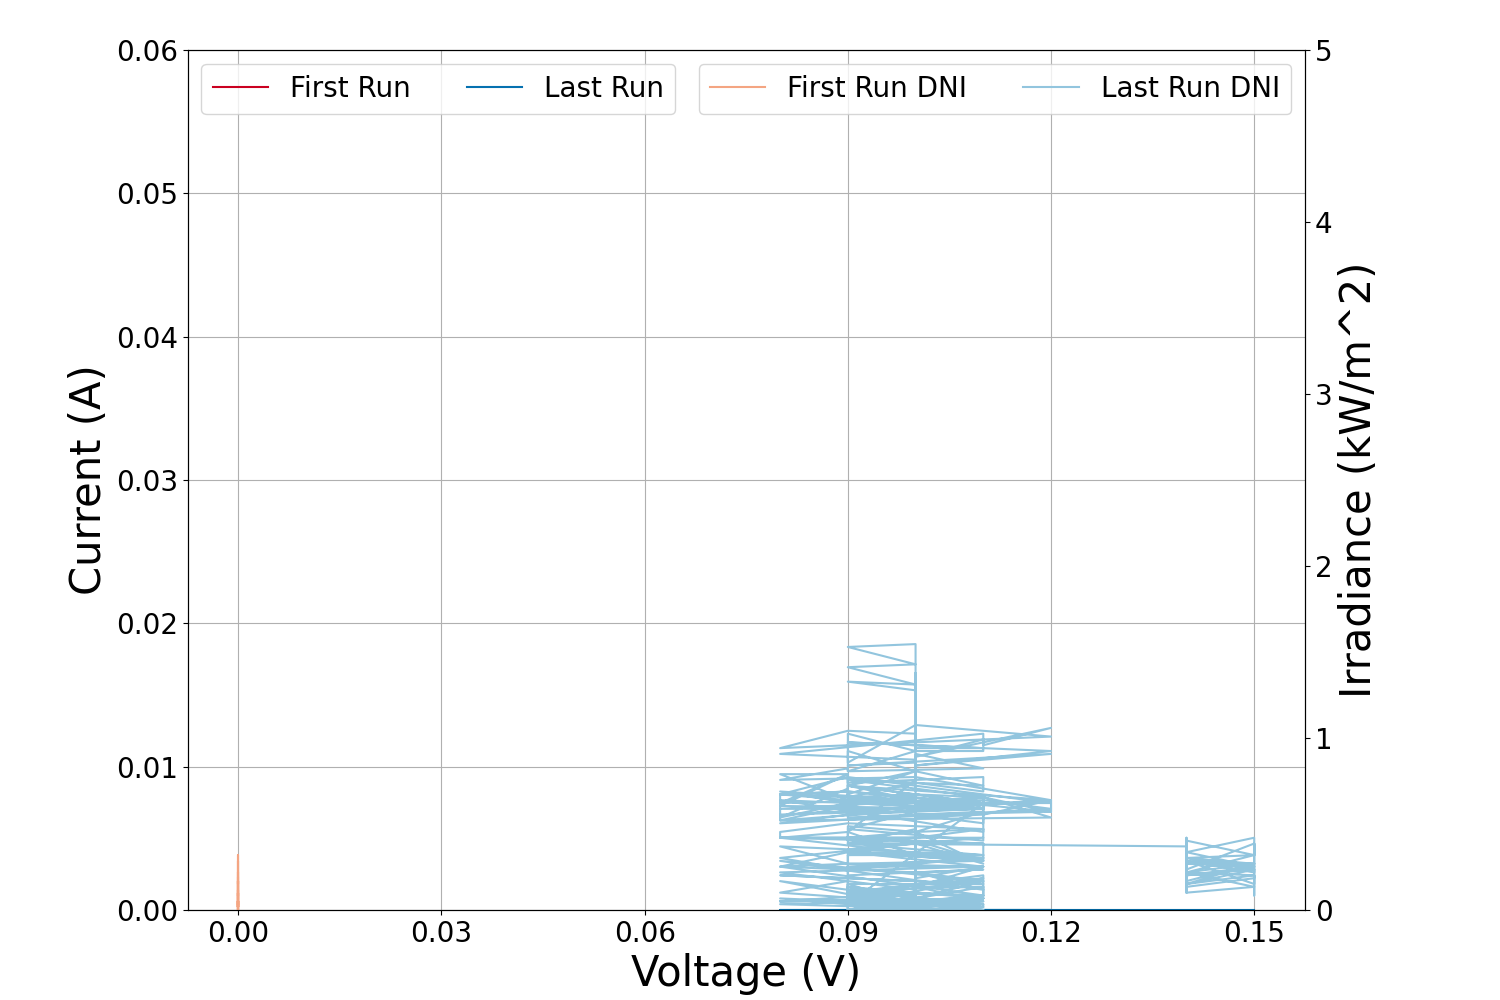 First Run
Last Run
First Run DNI
Last Run DNI
0.06
0.05
0.04
0.03
0.02
0.01
0.00
Current (A)
5
4
3
2
1
0
Irradiance (kW/m^2)
0.00 0.03 0.06 0.09 0.12 0.15
Voltage (V)